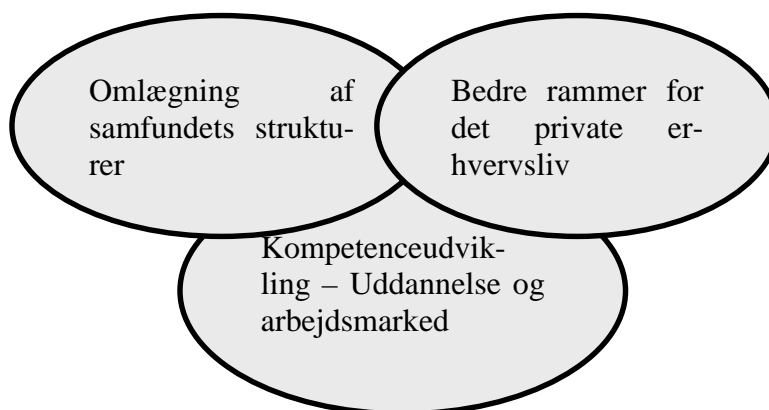 Omlægning af
samfundets struktu-
rer
Bedre rammer for
det private er-
hvervsliv
Kompetenceudvik-
ling – Uddannelse og
arbejdsmarked